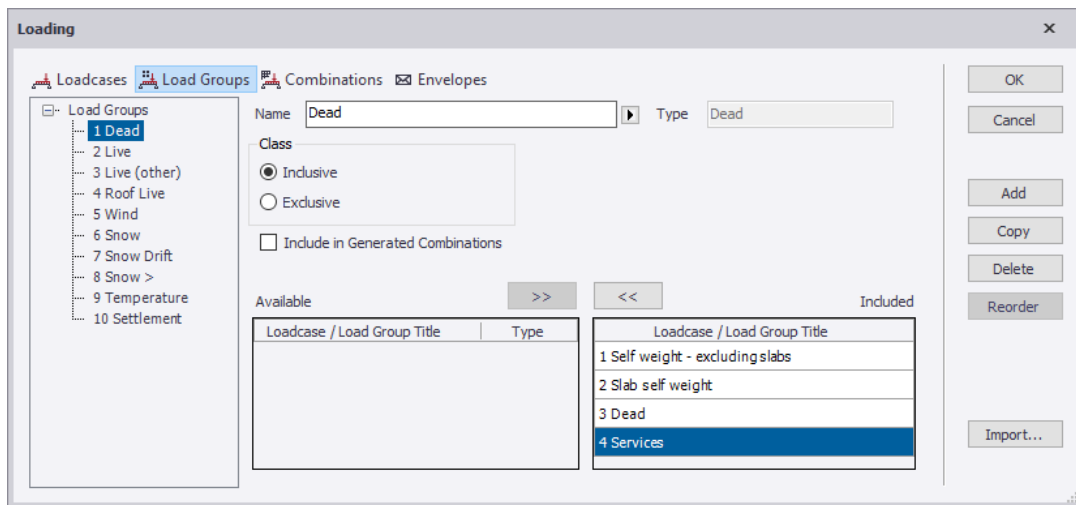 Loading
Loadcases Load Groups Combinations Envelopes
Load Groups
1 Dead
2 Live
3 Live (other)
4 Roof Live
5 Wind
6 Snow
7 Snow Drift
8 Snow >
9 Temperature
10 Settlement
Name Dead Type Dead
Class
Inclusive
Exclusive
Include in Generated Combinations
Available >> << Included
Loadcase / Load Group Title Type
Loadcase / Load Group Title
1 Self weight - excluding slabs
2 Slab self weight
3 Dead
4 Services
OK
Cancel
Add
Copy
Delete
Reorder
Import...